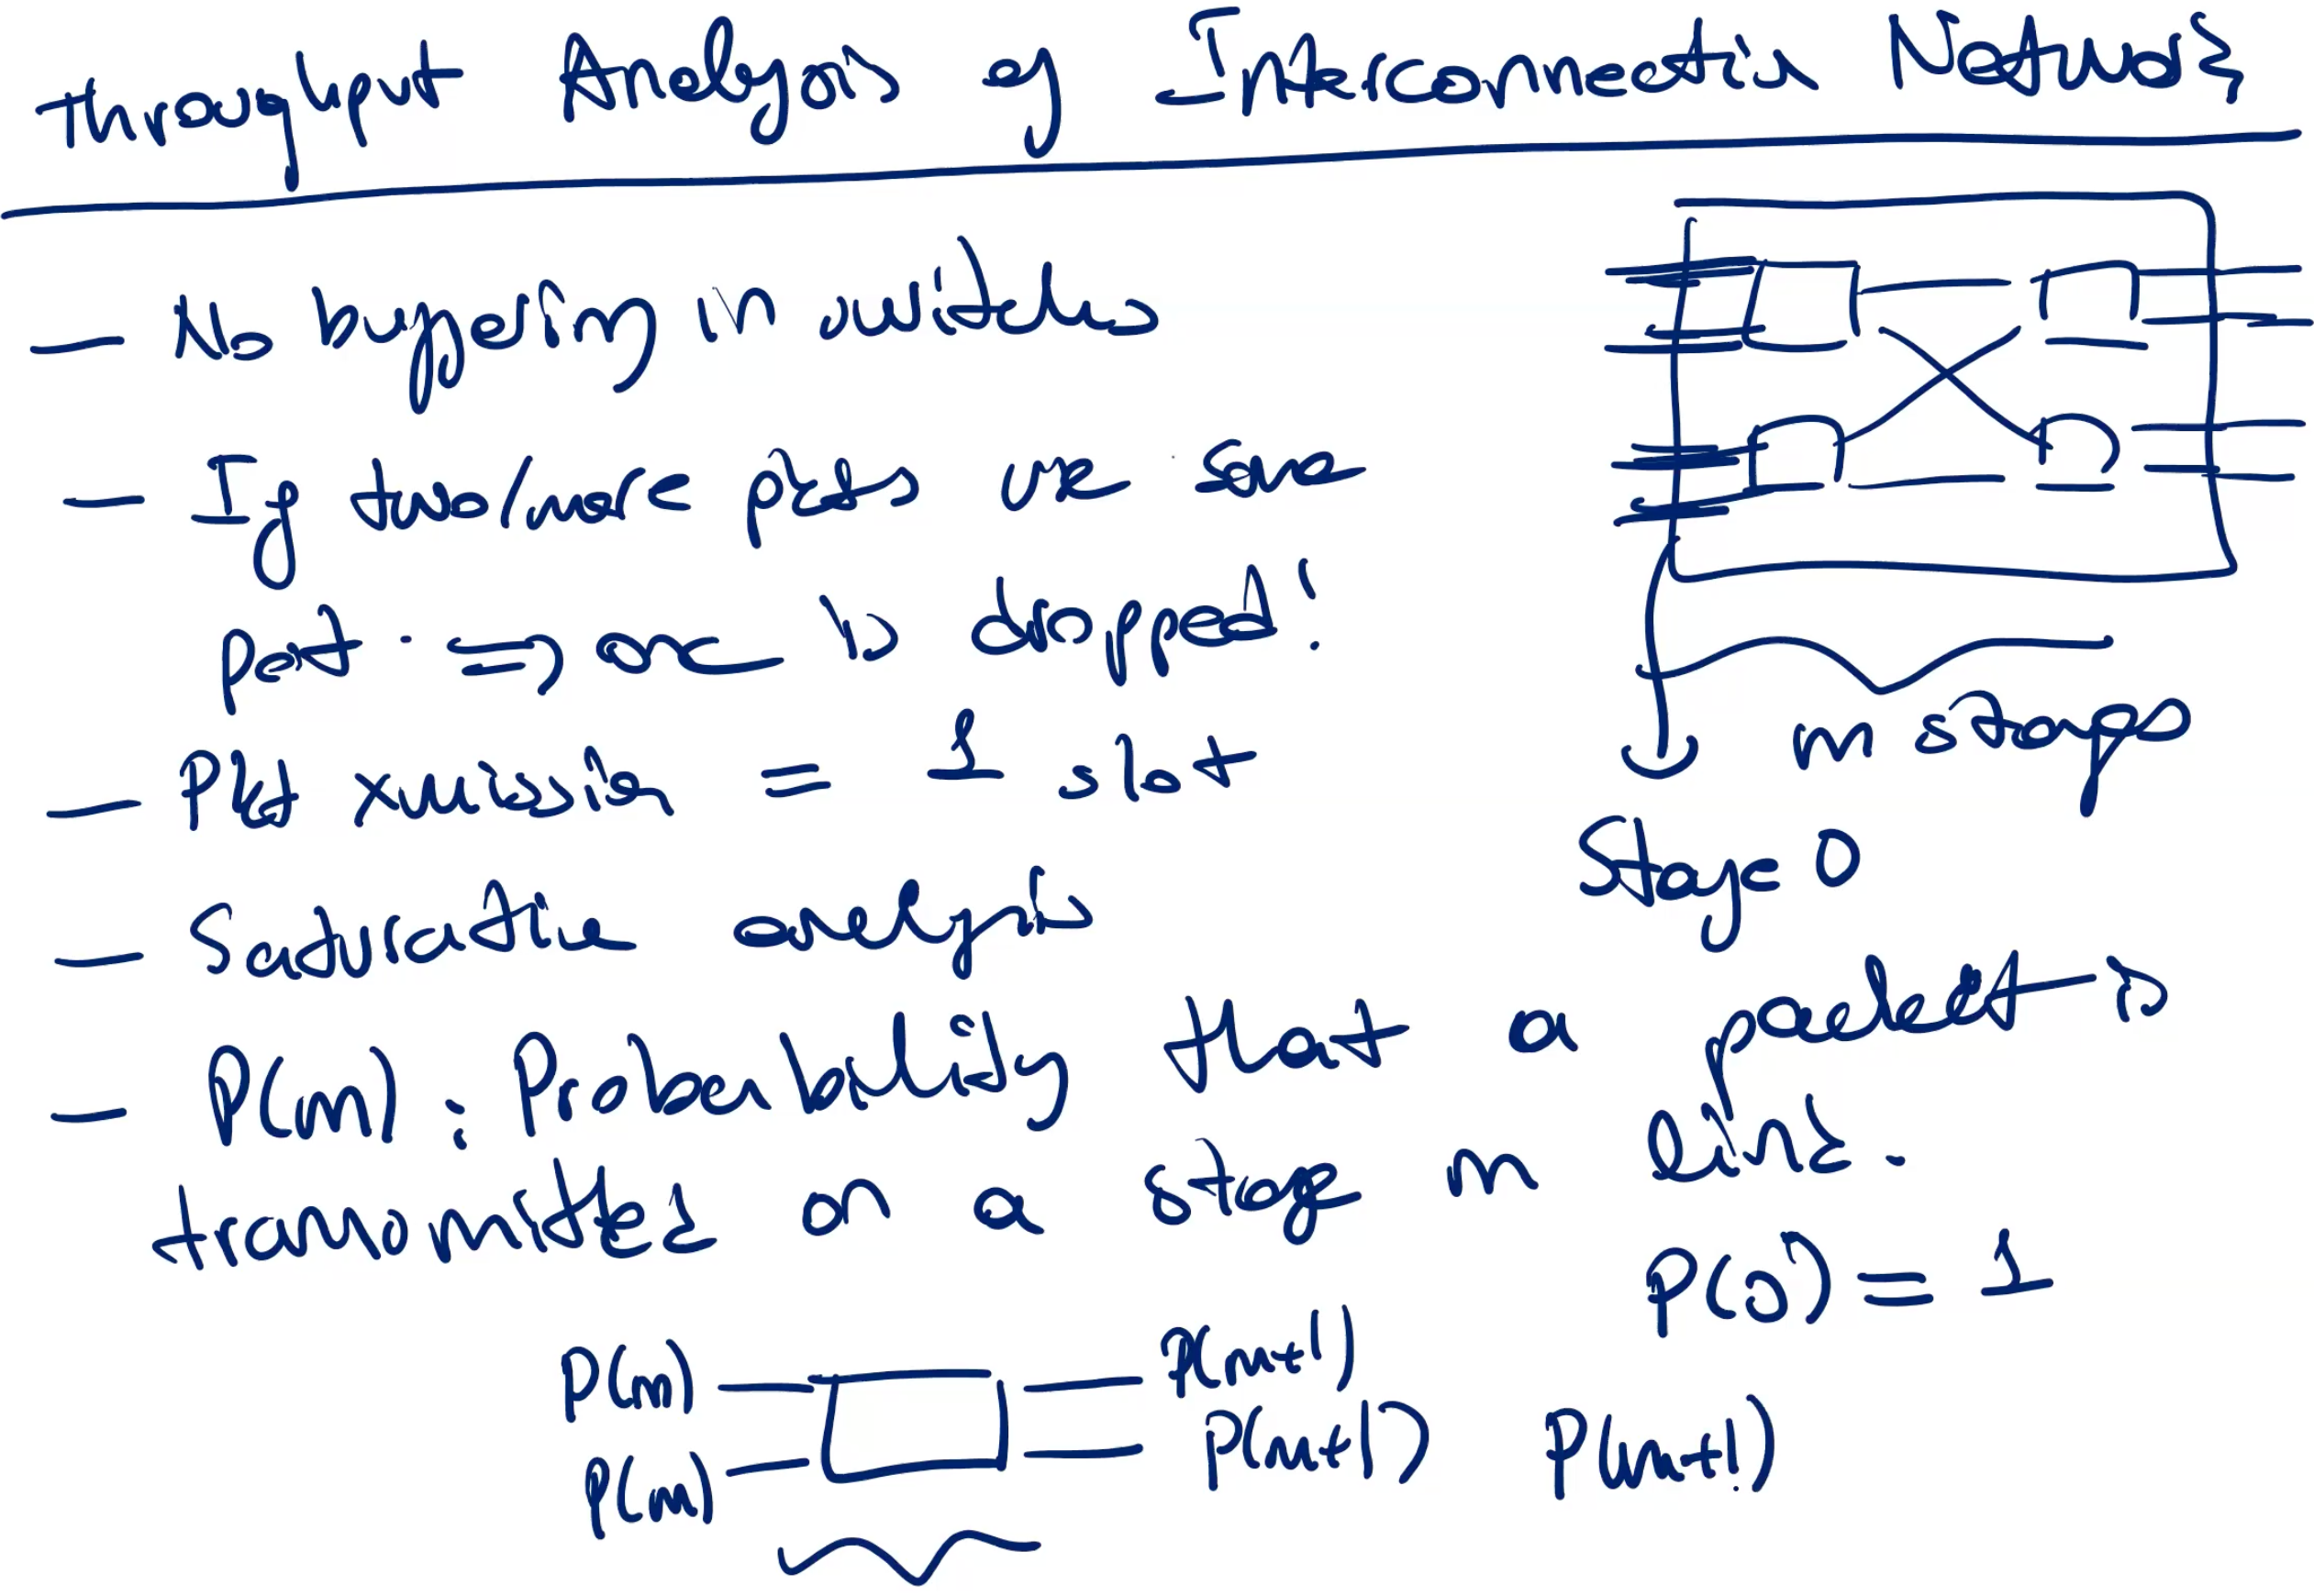 Throughput Analysis of Interconnection Networks
— No buffering in switches
— If two/more pkts use same
port ⇒ one is dropped!
— Pkt xmission = 1 slot
m stages
Stage 0
— Saturation analysis
— P(m) : Probability that a packet is
transmitted on a stage m link.
P(0) = 1
P(m) P(m+1)
P(m) P(m+1) P(m+1)